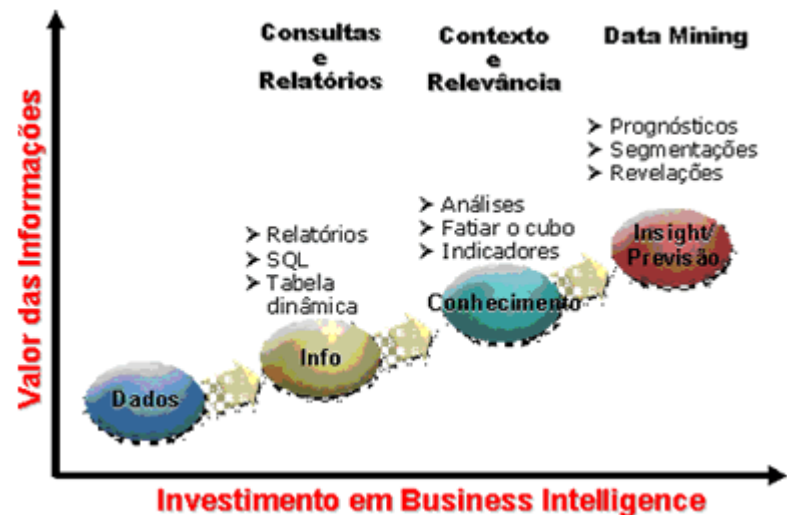 Consultas
e
Relatórios
Contexto
e
Relevância
Data Mining
➤ Prognósticos
➤ Segmentações
➤ Revelações
➤ Análises
➤ Fatiar o cubo
➤ Indicadores
➤ Relatórios
➤ SQL
➤ Tabela
dinâmica
Insight/
Previsão
Conhecimento
Info
Dados
Valor das Informações
Investimento em Business Intelligence